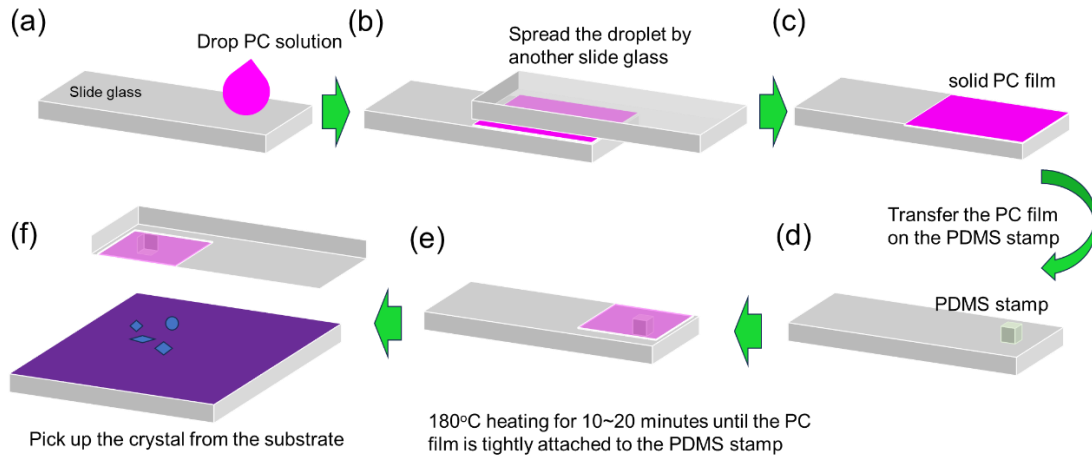 (a)
Drop PC solution
Slide glass
(b)
Spread the droplet by
another slide glass
(c)
solid PC film
Transfer the PC film
on the PDMS stamp
(d)
PDMS stamp
(e)
180°C heating for 10~20 minutes until the PC
film is tightly attached to the PDMS stamp
(f)
Pick up the crystal from the substrate